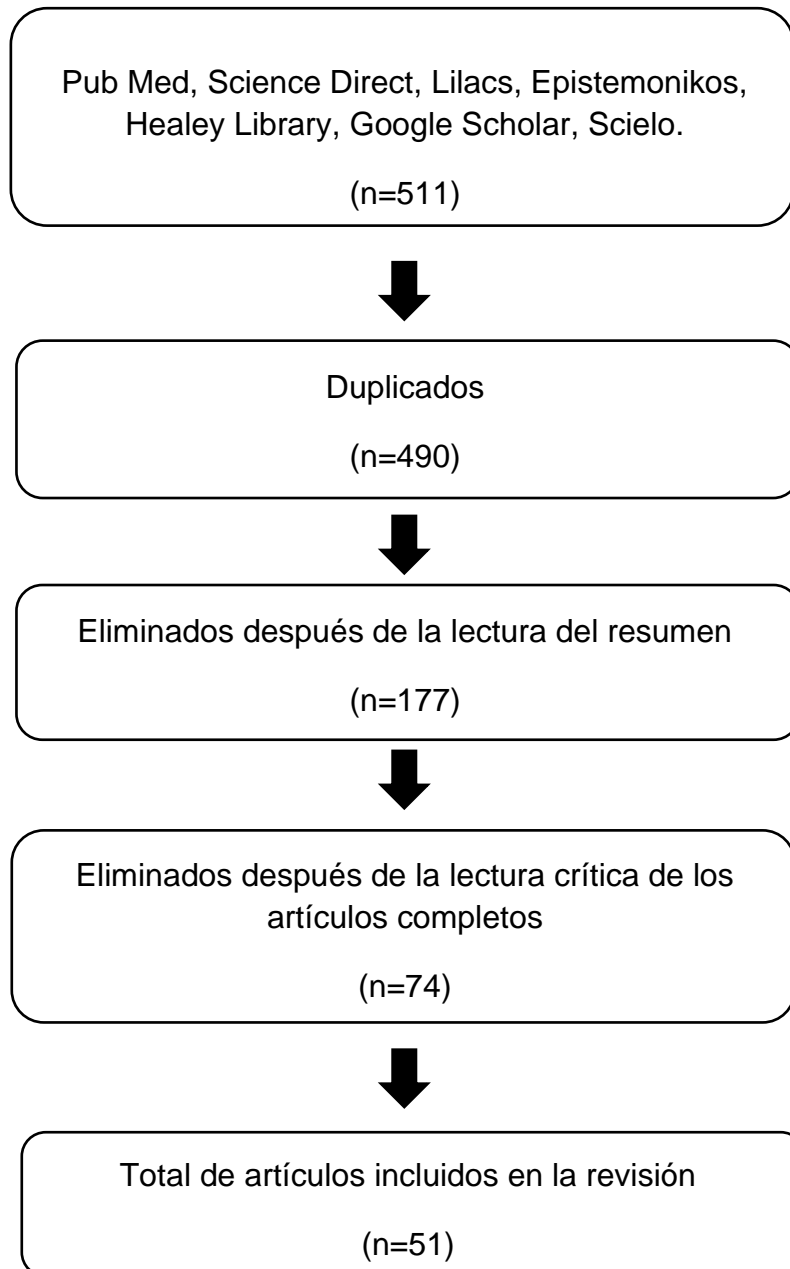 Pub Med, Science Direct, Lilacs, Epistemonikos,
Healey Library, Google Scholar, Scielo.
(n=511)
Duplicados
(n=490)
Eliminados después de la lectura del resumen
(n=177)
Eliminados después de la lectura crítica de los
artículos completos
(n=74)
Total de artículos incluidos en la revisión
(n=51)